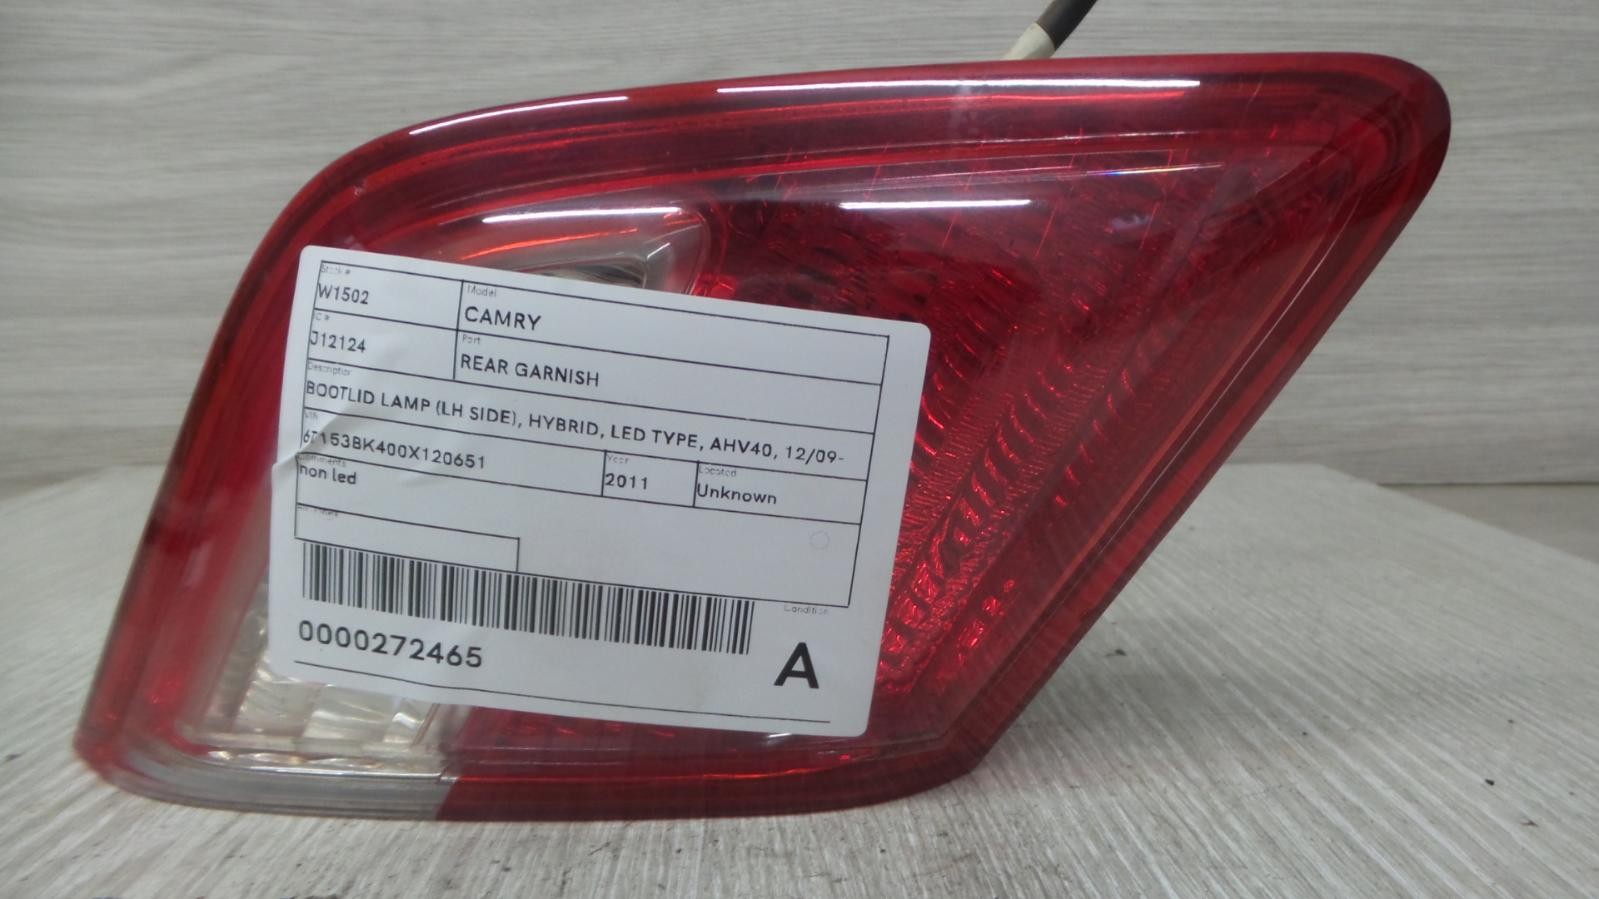 Stock #
W1502
Model
CAMRY
IC #
J12124
Part
REAR GARNISH
Description
BOOTLID LAMP (LH SIDE), HYBRID, LED TYPE, AHV40, 12/09-
VIN
6T153BK400X120651
Year
2011
Located
Unknown
Comments
non led
Condition
0000272465
A